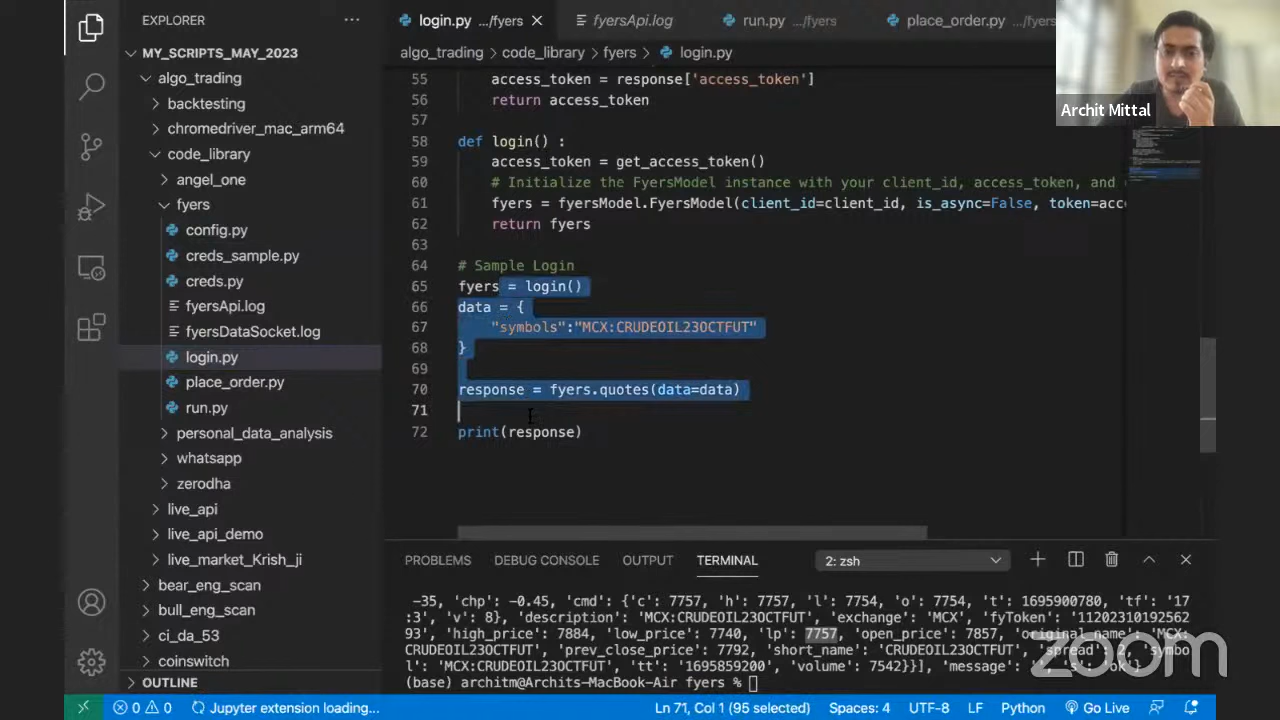 EXPLORER
MY_SCRIPTS_MAY_2023
algo_trading
backtesting
chromedriver_mac_arm64
code_library
angel_one
fyers
config.py
creds_sample.py
creds.py
fyersApi.log
fyersDataSocket.log
login.py
place_order.py
run.py
personal_data_analysis
whatsapp
zerodha
live_api
live_api_demo
live_market_Krish_ji
bear_eng_scan
bull_eng_scan
ci_da_53
coinswitch
OUTLINE
login.py .../fyers
fyersApi.log
run.py .../fyers
place_order.py .../fyers
algo_trading > code_library > fyers > login.py
55 access_token = response['access_token']
56 return access_token
57
58 def login() :
59 access_token = get_access_token()
60 # Initialize the FyersModel instance with your client_id, access_token, and
61 fyers = fyersModel.FyersModel(client_id=client_id, is_async=False, token=acce
62 return fyers
63
64 # Sample Login
65 fyers = login()
66 data = {
67 "symbols":"MCX:CRUDEOIL23OCTFUT"
68 }
69
70 response = fyers.quotes(data=data)
71
72 print(response)
Archit Mittal
PROBLEMS DEBUG CONSOLE OUTPUT TERMINAL 2: zsh
-35, 'chp': -0.45, 'cmd': {'c': 7757, 'h': 7757, 'l': 7754, 'o': 7754, 't': 1695900780, 'tf': '17
:3', 'v': 8}, 'description': 'MCX:CRUDEOIL23OCTFUT', 'exchange': 'MCX', 'fyToken': '11202310192562
93', 'high_price': 7884, 'low_price': 7740, 'lp': 7757, 'open_price': 7857, 'original_name': 'MCX:
CRUDEOIL23OCTFUT', 'prev_close_price': 7792, 'short_name': 'CRUDEOIL23OCTFUT', 'spread': 2, 'symbo
l': 'MCX:CRUDEOIL23OCTFUT', 'tt': '1695859200', 'volume': 7542}}], 'message': '', 's': 'ok'}
(base) architm@Archits-MacBook-Air fyers %
zoom
0 0 Jupyter extension loading... Ln 71, Col 1 (95 selected) Spaces: 4 UTF-8 LF Python Go Live